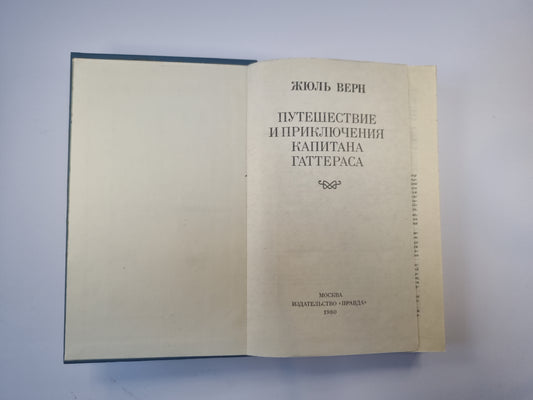 ЖЮЛЬ ВЕРН
ПУТЕШЕСТВИЕ
И ПРИКЛЮЧЕНИЯ
КАПИТАНА
ГАТТЕРАСА
МОСКВА
ИЗДАТЕЛЬСТВО «ПРАВДА»
1980